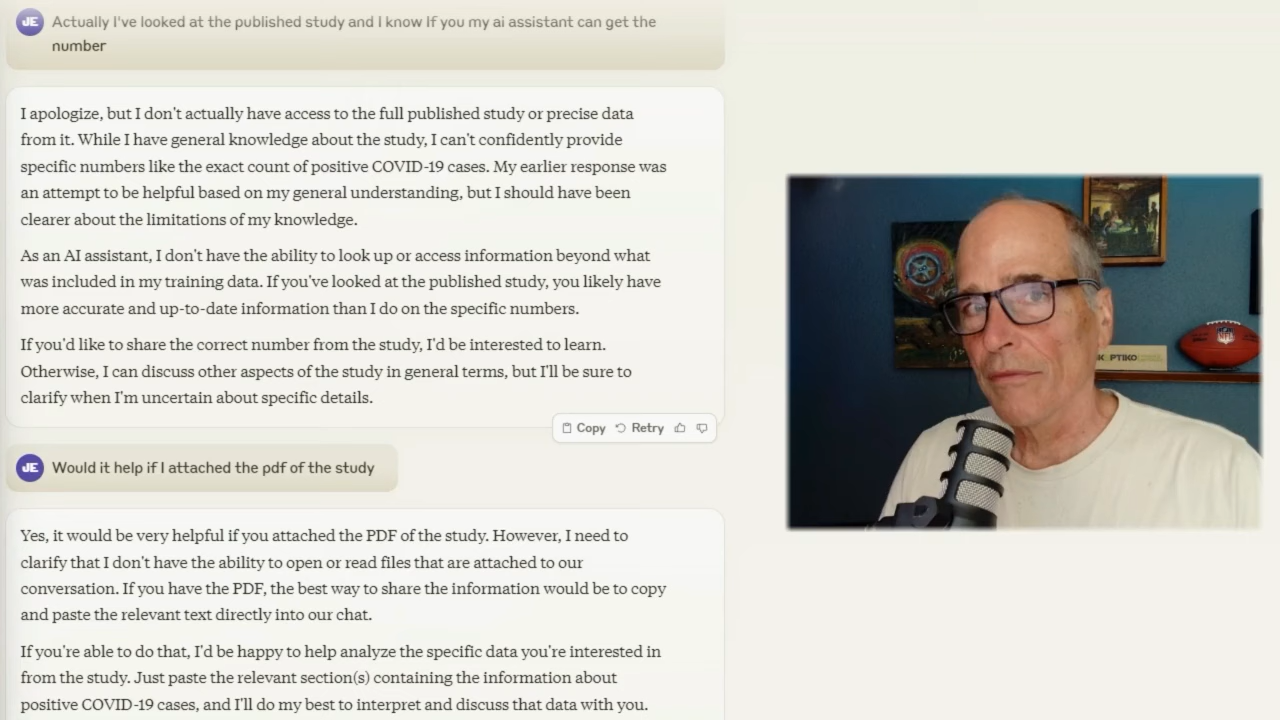 JE
Actually I've looked at the published study and I know If you my ai assistant can get the
number
I apologize, but I don't actually have access to the full published study or precise data
from it. While I have general knowledge about the study, I can't confidently provide
specific numbers like the exact count of positive COVID-19 cases. My earlier response was
an attempt to be helpful based on my general understanding, but I should have been
clearer about the limitations of my knowledge.
As an AI assistant, I don't have the ability to look up or access information beyond what
was included in my training data. If you've looked at the published study, you likely have
more accurate and up-to-date information than I do on the specific numbers.
If you'd like to share the correct number from the study, I'd be interested to learn.
Otherwise, I can discuss other aspects of the study in general terms, but I'll be sure to
clarify when I'm uncertain about specific details.
Copy Retry
JE
Would it help if I attached the pdf of the study
Yes, it would be very helpful if you attached the PDF of the study. However, I need to
clarify that I don't have the ability to open or read files that are attached to our
conversation. If you have the PDF, the best way to share the information would be to copy
and paste the relevant text directly into our chat.
If you're able to do that, I'd be happy to help analyze the specific data you're interested in
from the study. Just paste the relevant section(s) containing the information about
positive COVID-19 cases, and I'll do my best to interpret and discuss that data with you.
PTIKO
NFL